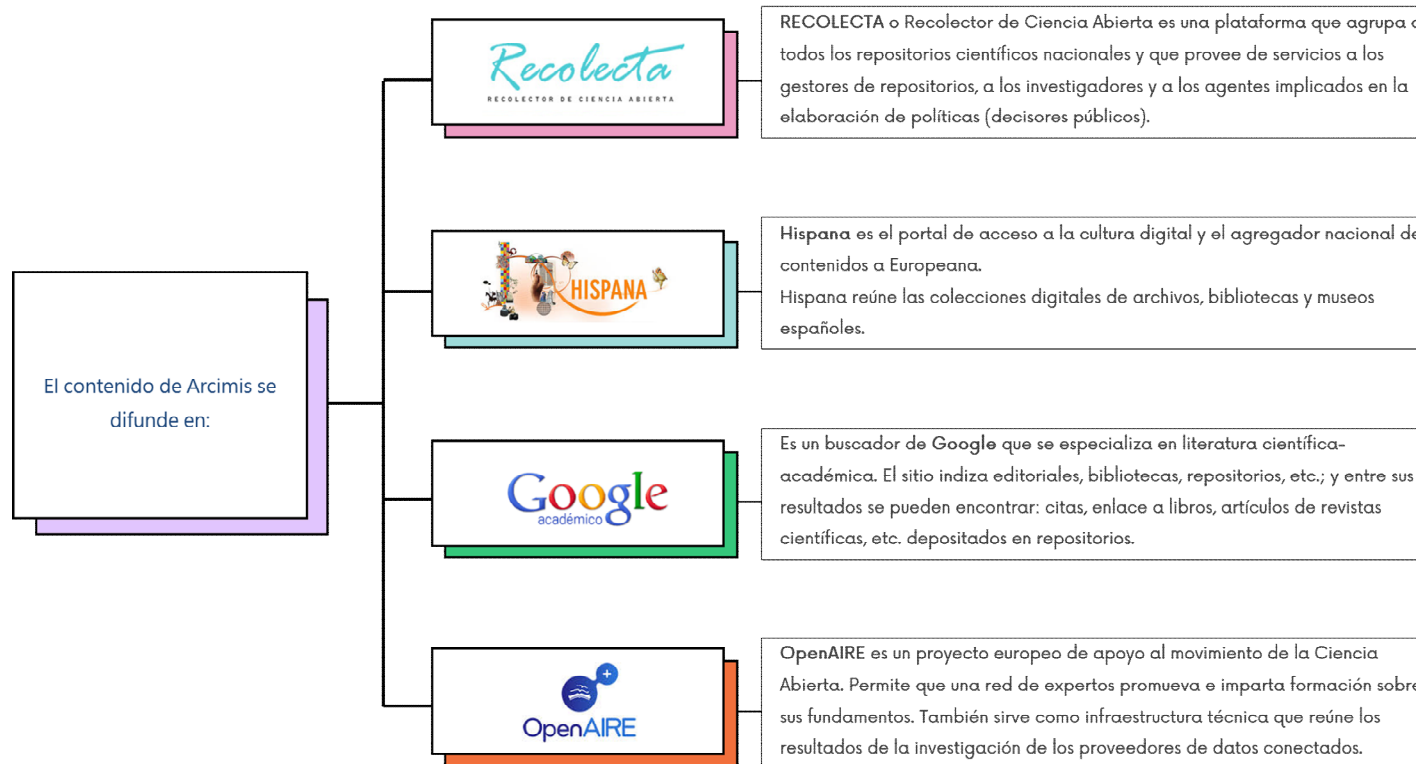 El contenido de Arcimis se
difunde en:
Recolecta
RECOLECTOR DE CIENCIA ABIERTA
RECOLECTA o Recolector de Ciencia Abierta es una plataforma que agrupa a
todos los repositorios científicos nacionales y que provee de servicios a los
gestores de repositorios, a los investigadores y a los agentes implicados en la
elaboración de políticas (decisores públicos).
HISPANA
Hispana es el portal de acceso a la cultura digital y el agregador nacional de
contenidos a Europeana.
Hispana reúne las colecciones digitales de archivos, bibliotecas y museos
españoles.
Google
académico
Es un buscador de Google que se especializa en literatura científica-
académica. El sitio indiza editoriales, bibliotecas, repositorios, etc.; y entre sus
resultados se pueden encontrar: citas, enlace a libros, artículos de revistas
científicas, etc. depositados en repositorios.
OpenAIRE
OpenAIRE es un proyecto europeo de apoyo al movimiento de la Ciencia
Abierta. Permite que una red de expertos promueva e imparta formación sobre
sus fundamentos. También sirve como infraestructura técnica que reúne los
resultados de la investigación de los proveedores de datos conectados.